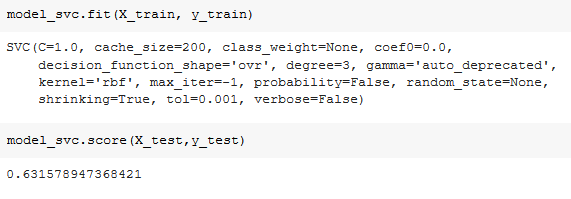 model_svc.fit(X_train, y_train)
SVC(C=1.0, cache_size=200, class_weight=None, coef0=0.0,
    decision_function_shape='ovr', degree=3, gamma='auto_deprecated',
    kernel='rbf', max_iter=-1, probability=False, random_state=None,
    shrinking=True, tol=0.001, verbose=False)
model_svc.score(X_test,y_test)
0.631578947368421